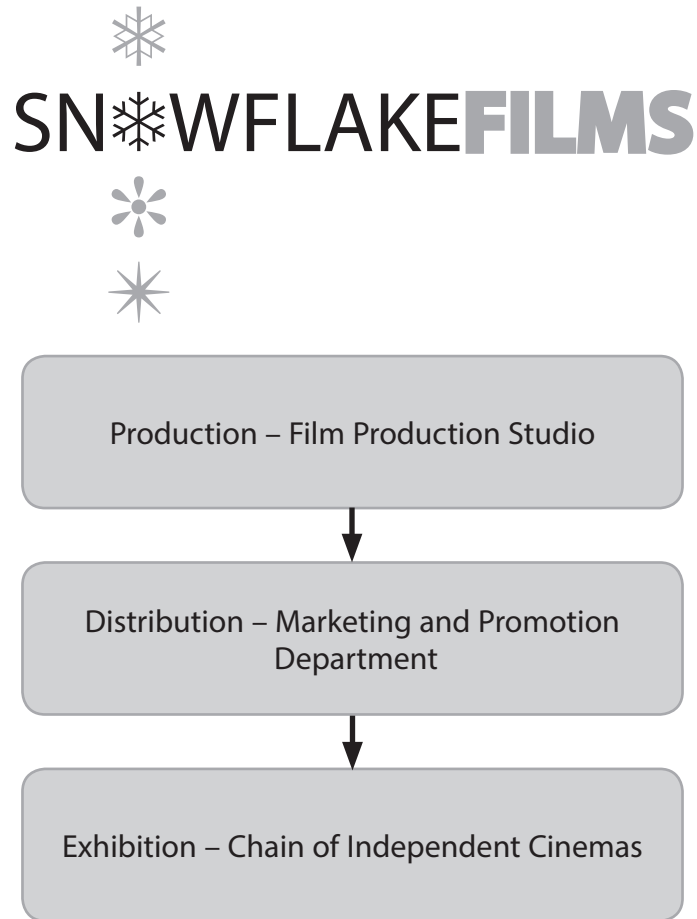 SN❄WFLAKEFILMS
Production – Film Production Studio
Distribution – Marketing and Promotion
Department
Exhibition – Chain of Independent Cinemas